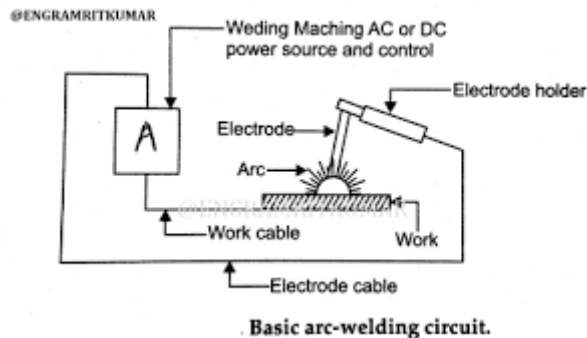 @ENGRAMRITKUMAR
Weding Maching AC or DC
power source and control
Electrode holder
Electrode
A
Arc
@ENGRAMRITKUMAR
Work
Work cable
Electrode cable
Basic arc-welding circuit.